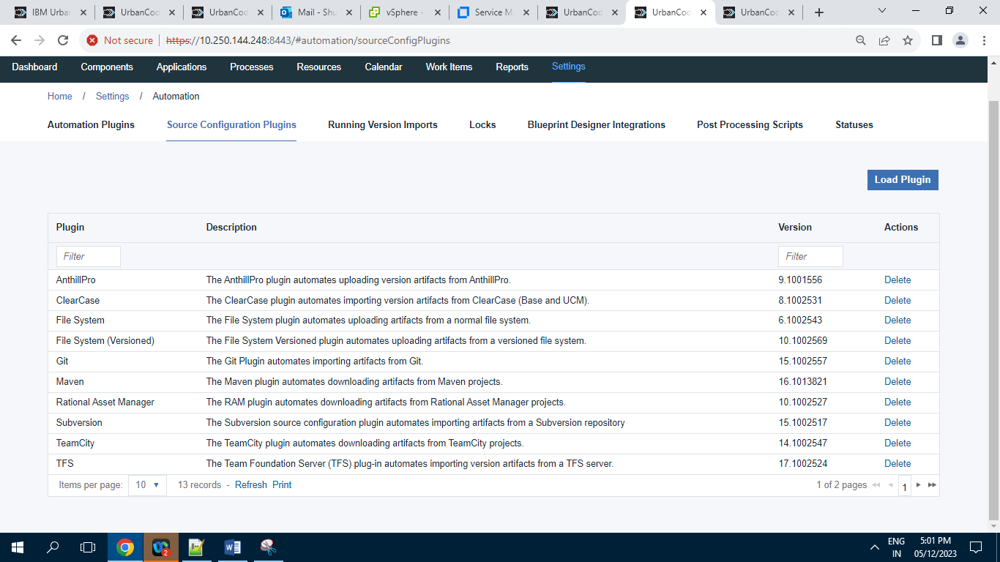 IBM Urban
UrbanCod
UrbanCod
Mail - Shu
vSphere -
Service Ma
UrbanCod
UrbanCod
UrbanCod
Not secure https://10.250.144.248:8443/#automation/sourceConfigPlugins
Dashboard Components Applications Processes Resources Calendar Work Items Reports Settings
Home / Settings / Automation
Automation Plugins Source Configuration Plugins Running Version Imports Locks Blueprint Designer Integrations Post Processing Scripts Statuses
Load Plugin
Plugin Description Version Actions
Filter Filter
AnthillPro The AnthillPro plugin automates uploading version artifacts from AnthillPro. 9.1001556 Delete
ClearCase The ClearCase plugin automates importing version artifacts from ClearCase (Base and UCM). 8.1002531 Delete
File System The File System plugin automates uploading artifacts from a normal file system. 6.1002543 Delete
File System (Versioned) The File System Versioned plugin automates uploading artifacts from a versioned file system. 10.1002569 Delete
Git The Git Plugin automates importing artifacts from Git. 15.1002557 Delete
Maven The Maven plugin automates downloading artifacts from Maven projects. 16.1013821 Delete
Rational Asset Manager The RAM plugin automates downloading artifacts from Rational Asset Manager projects. 10.1002527 Delete
Subversion The Subversion source configuration plugin automates importing artifacts from a Subversion repository 15.1002517 Delete
TeamCity The TeamCity plugin automates downloading artifacts from TeamCity projects. 14.1002547 Delete
TFS The Team Foundation Server (TFS) plug-in automates importing version artifacts from a TFS server. 17.1002524 Delete
Items per page: 10 13 records - Refresh Print 1 of 2 pages 1
2
ENG
IN
5:01 PM
05/12/2023